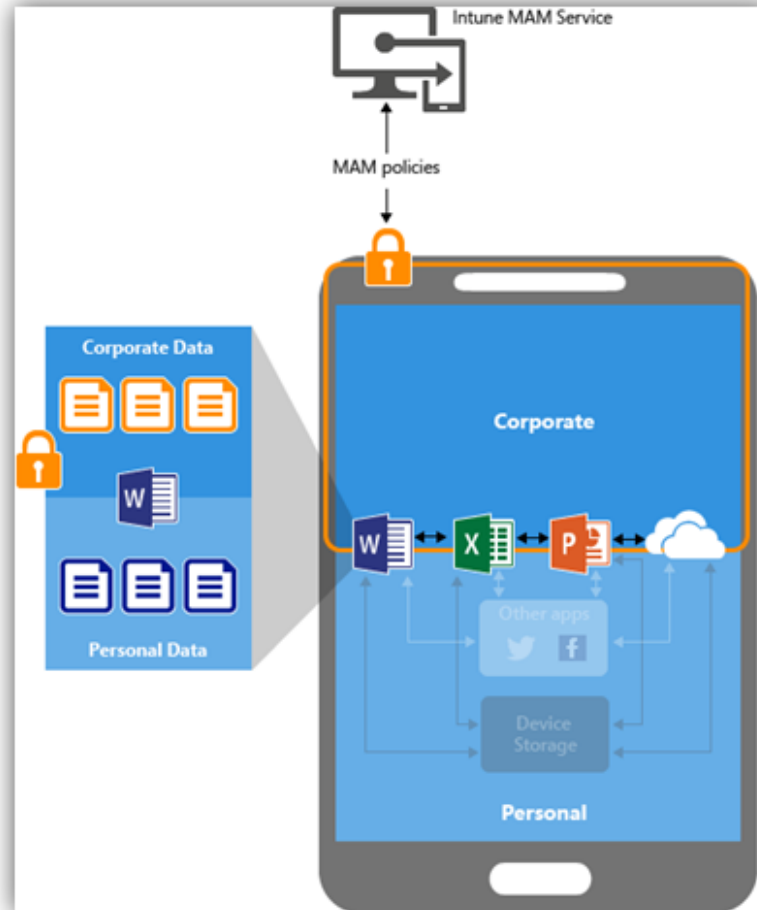 Intune MAM Service
MAM policies
Corporate Data
W
Personal Data
Corporate
W
X
P
Other apps
f
Device
Storage
Personal